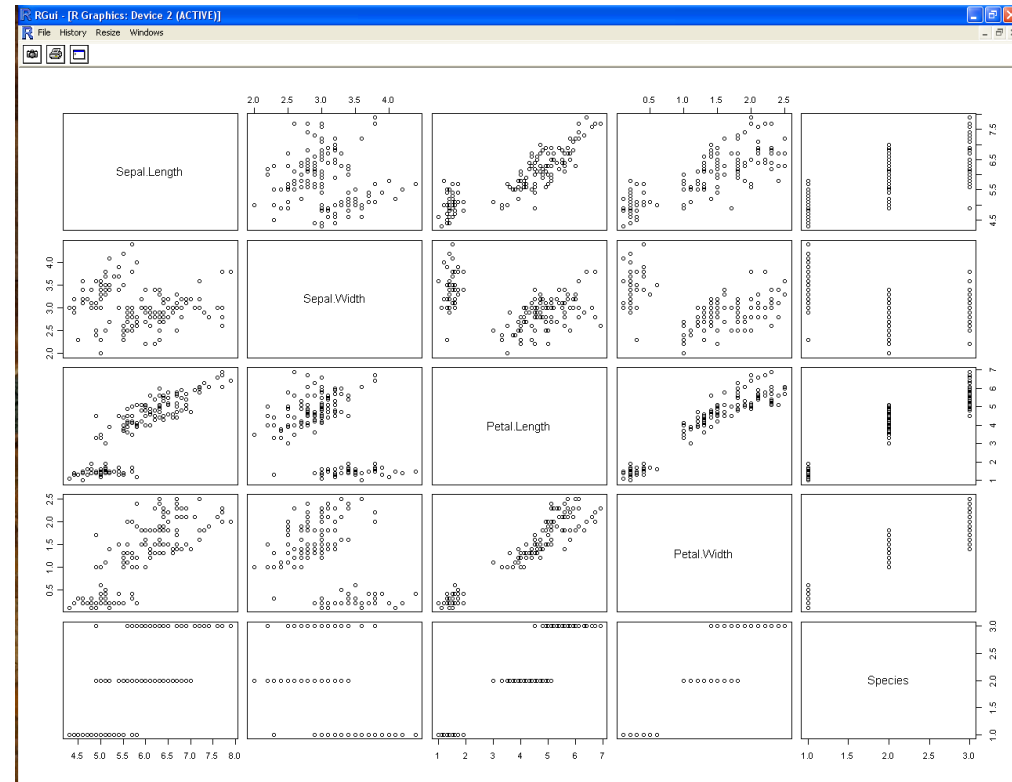 RGui - [R Graphics: Device 2 (ACTIVE)]
File History Resize Windows
2.0 2.5 3.0 3.5 4.0
0.5 1.0 1.5 2.0 2.5
Sepal.Length
4.5 5.5 6.5 7.5
2.0 2.5 3.0 3.5 4.0
Sepal.Width
Petal.Length
1 2 3 4 5 6 7
0.5 1.0 1.5 2.0 2.5
Petal.Width
Species
1.0 1.5 2.0 2.5 3.0
4.5 5.0 5.5 6.0 6.5 7.0 7.5 8.0
1 2 3 4 5 6 7
1.0 1.5 2.0 2.5 3.0